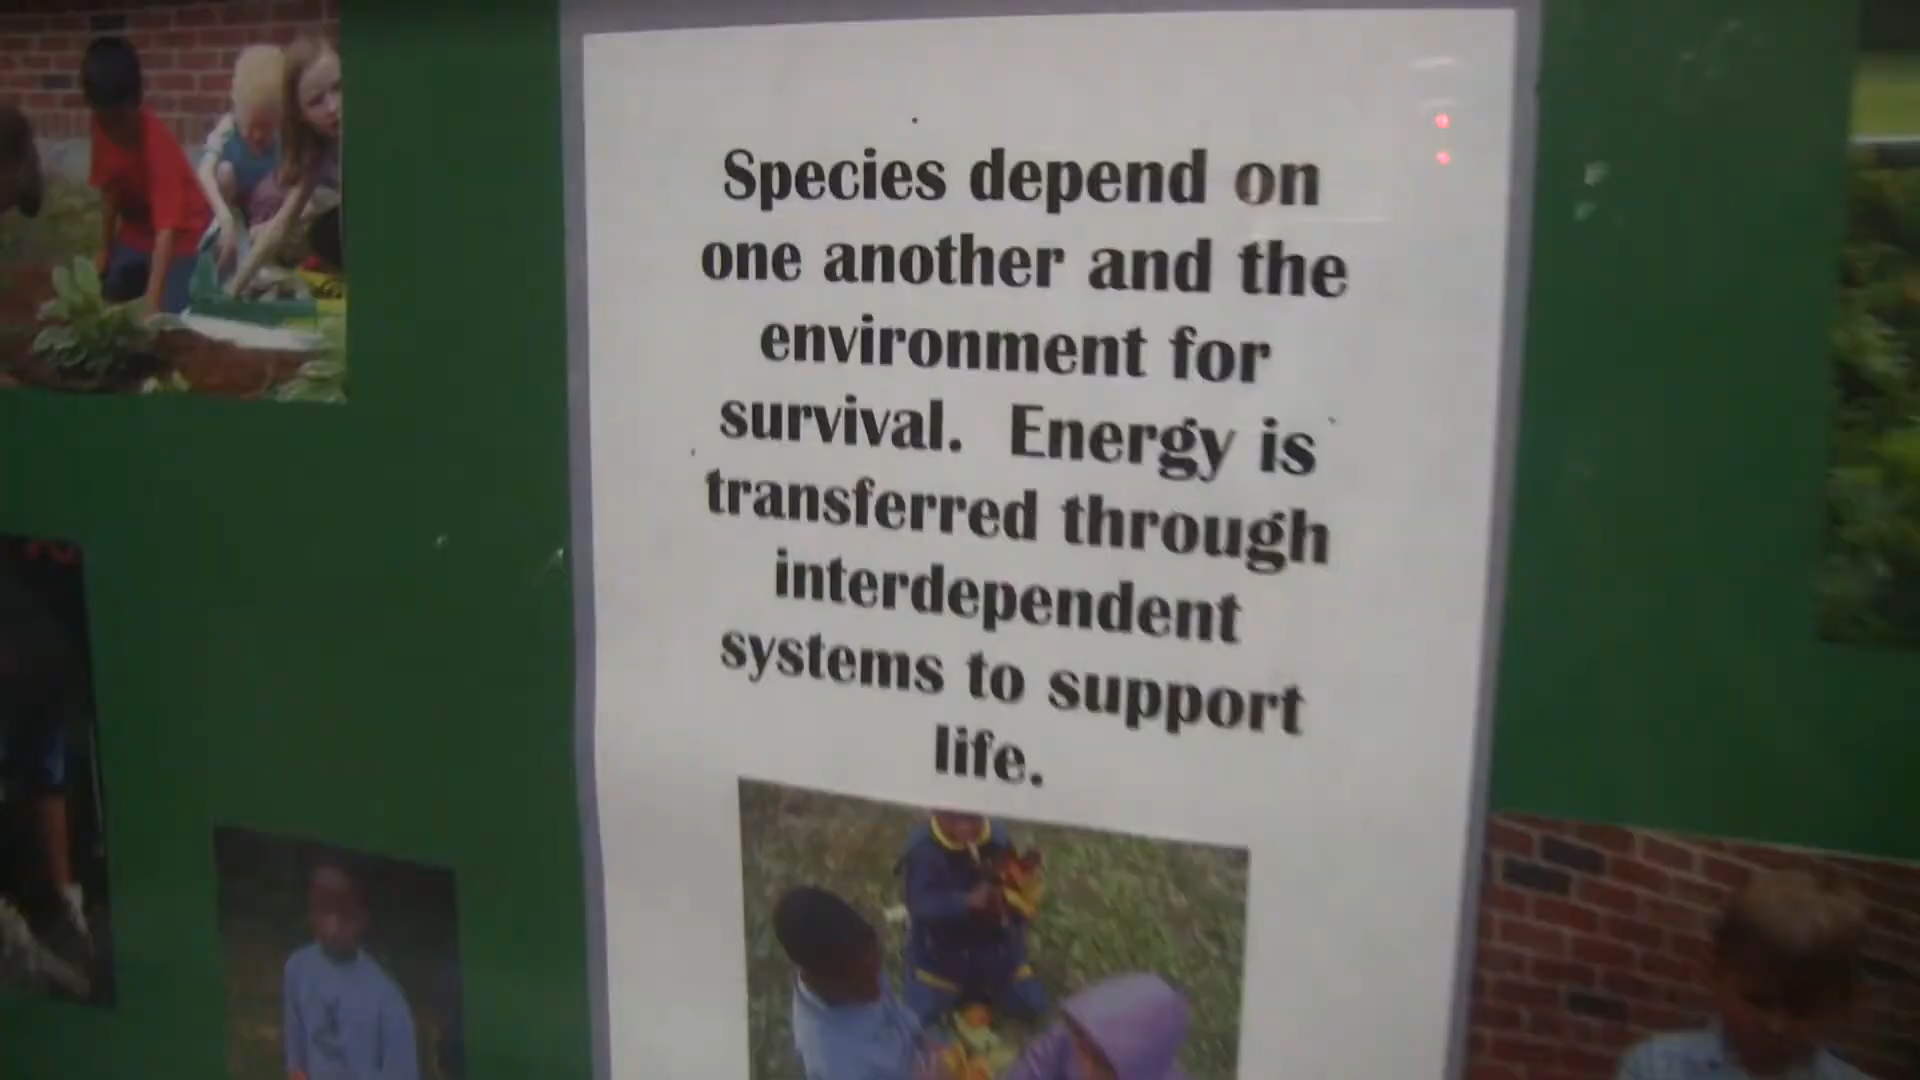 Species depend on
one another and the
environment for
survival. Energy is
transferred through
interdependent
systems to support
life.